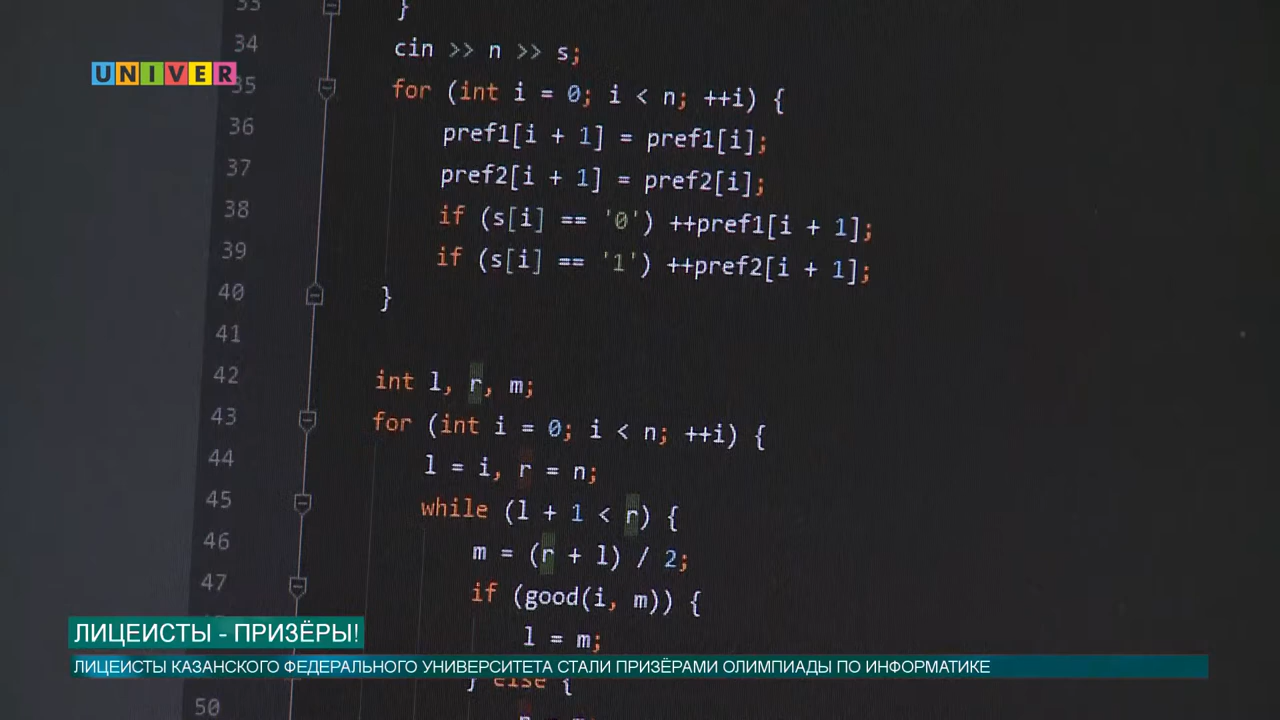 33
}
UNIVER
34 cin >> n >> s;
35 for (int i = 0; i < n; ++i) {
36 pref1[i + 1] = pref1[i];
37 pref2[i + 1] = pref2[i];
38 if (s[i] == '0') ++pref1[i + 1];
39 if (s[i] == '1') ++pref2[i + 1];
40 }
41
42 int l, r, m;
43 for (int i = 0; i < n; ++i) {
44 l = i, r = n;
45 while (l + 1 < r) {
46 m = (r + l) / 2;
47 if (good(i, m)) {
l = m;
ЛИЦЕИСТЫ - ПРИЗЁРЫ!
ЛИЦЕИСТЫ КАЗАНСКОГО ФЕДЕРАЛЬНОГО УНИВЕРСИТЕТА СТАЛИ ПРИЗЁРАМИ ОЛИМПИАДЫ ПО ИНФОРМАТИКЕ
} else {
50